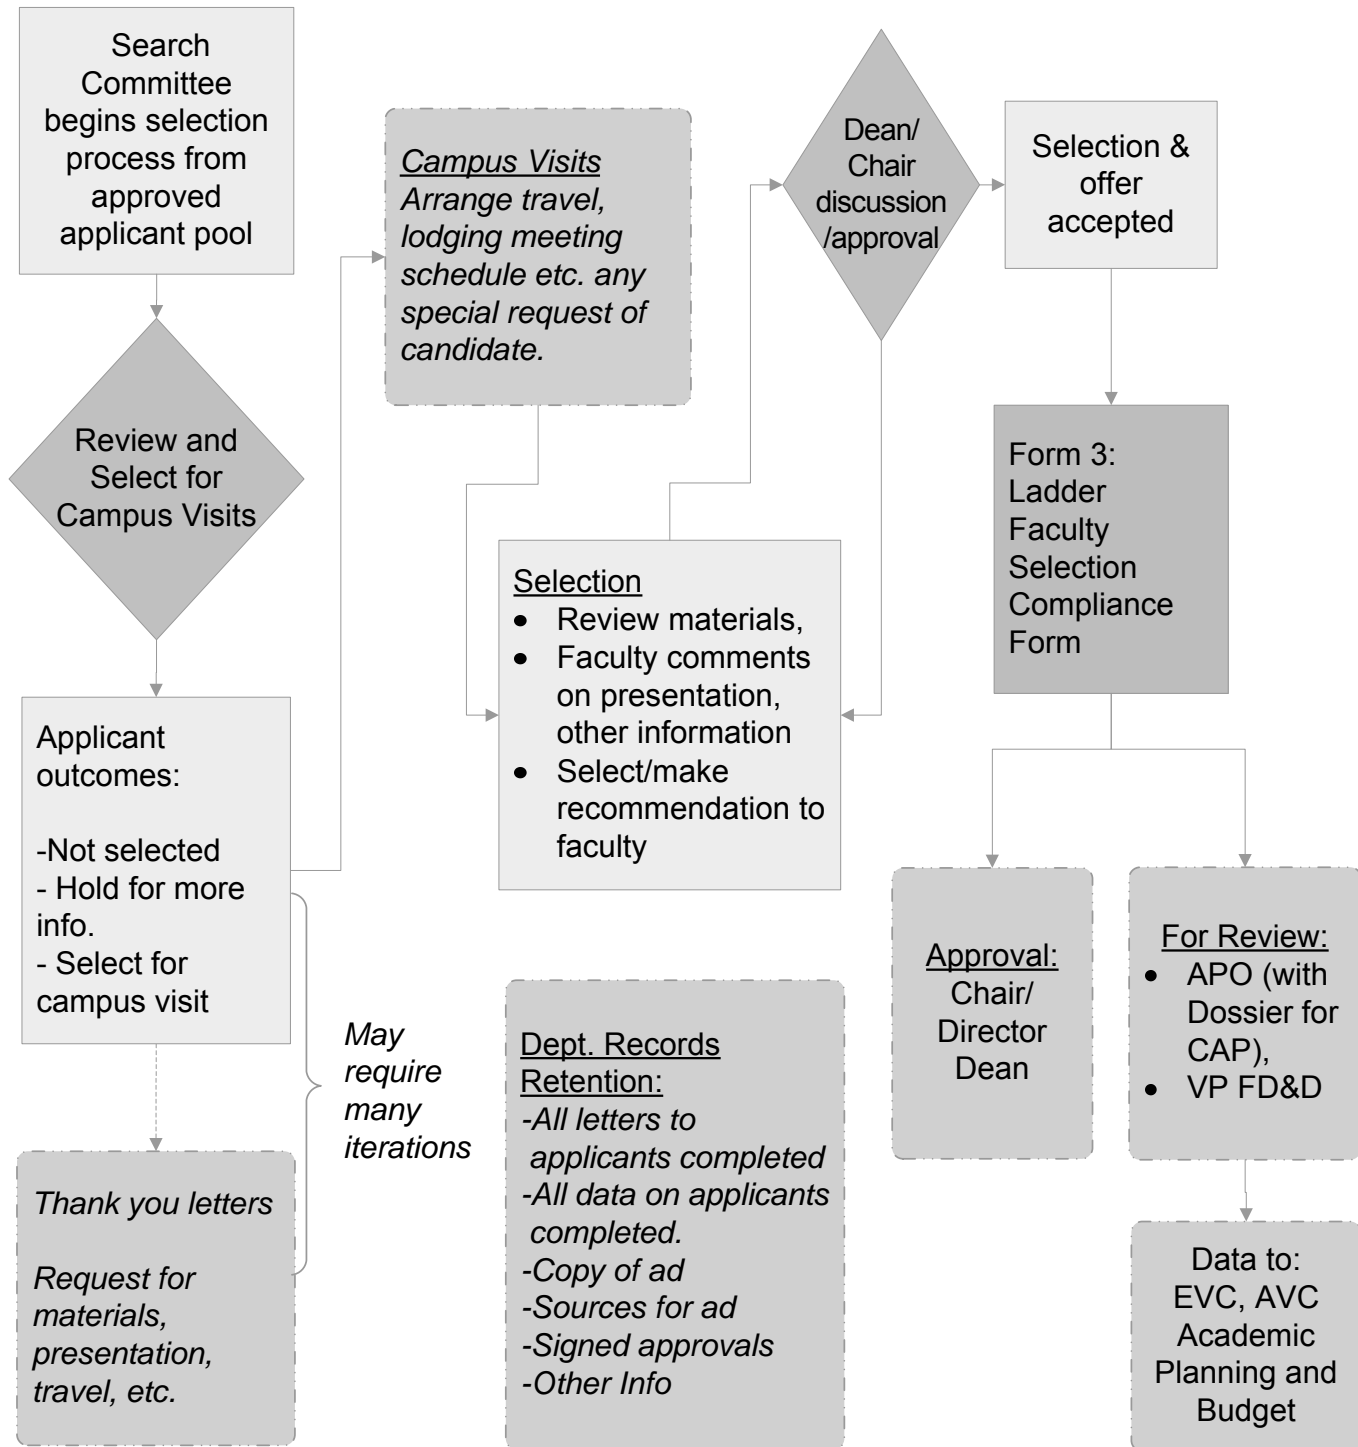 Search
Committee
begins selection
process from
approved
applicant pool
Review and
Select for
Campus Visits
Applicant
outcomes:
-Not selected
- Hold for more
info.
- Select for
campus visit
May
require
many
iterations
Thank you letters
Request for
materials,
presentation,
travel, etc.
Campus Visits
Arrange travel,
lodging meeting
schedule etc. any
special request of
candidate.
Selection
• Review materials,
• Faculty comments
on presentation,
other information
• Select/make
recommendation to
faculty
Dept. Records
Retention:
-All letters to
applicants completed
-All data on applicants
completed.
-Copy of ad
-Sources for ad
-Signed approvals
-Other Info
Dean/
Chair
discussion
/approval
Selection &
offer
accepted
Form 3:
Ladder
Faculty
Selection
Compliance
Form
Approval:
Chair/
Director
Dean
For Review:
• APO (with
Dossier for
CAP),
• VP FD&D
Data to:
EVC, AVC
Academic
Planning and
Budget